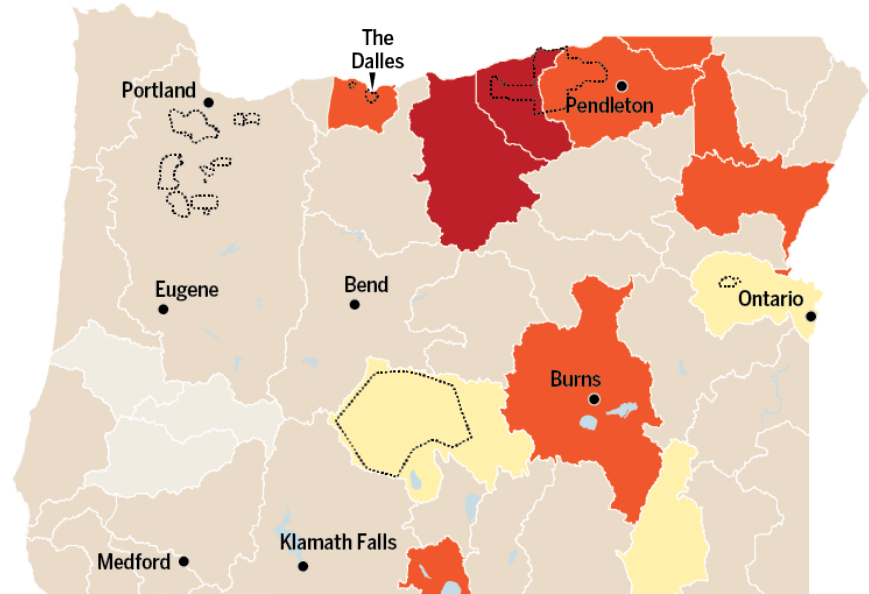 The
Dalles
Portland
Pendleton
Eugene
Bend
Ontario
Burns
Klamath Falls
Medford